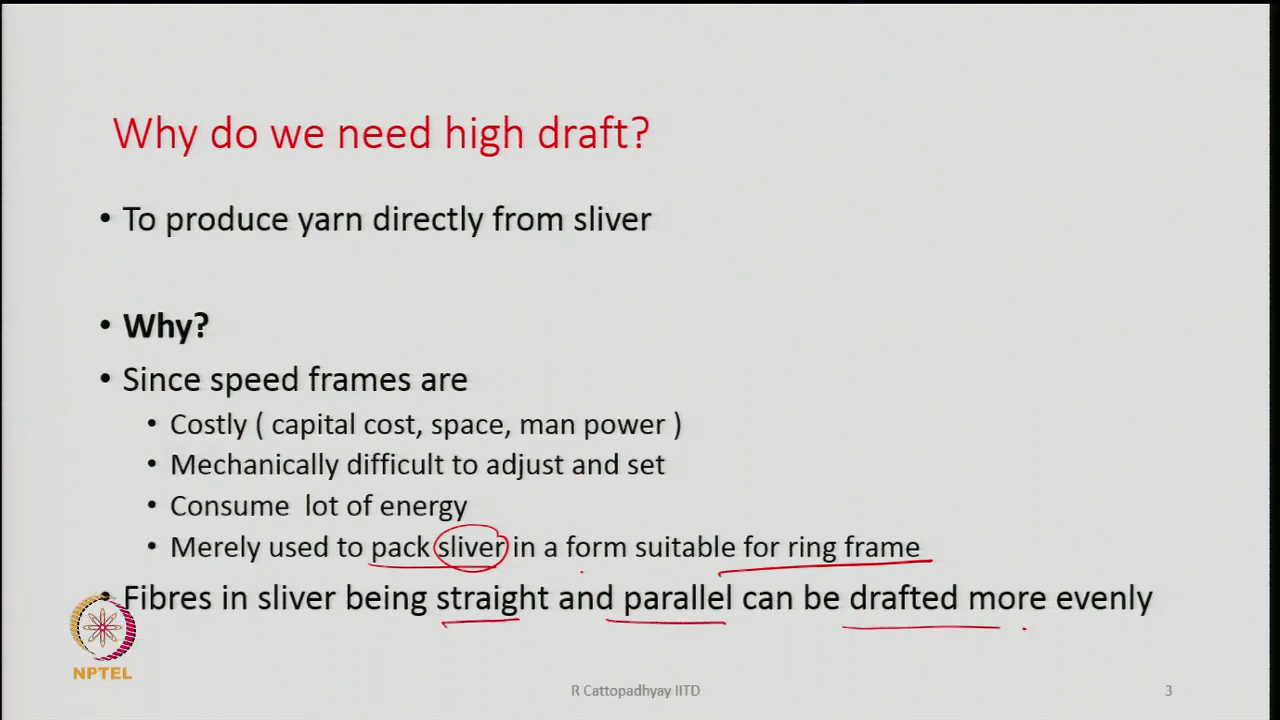 Why do we need high draft?
• To produce yarn directly from sliver
• Why?
• Since speed frames are
• Costly ( capital cost, space, man power )
• Mechanically difficult to adjust and set
• Consume lot of energy
• Merely used to pack sliver in a form suitable for ring frame
• Fibres in sliver being straight and parallel can be drafted more evenly
NPTEL
R Cattopadhyay IITD
3